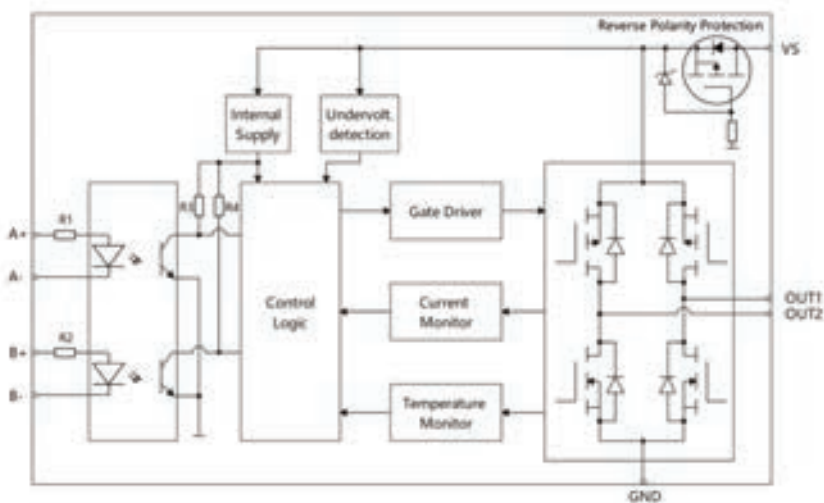 Reverse Polarity Protection
VS
Internal
Supply
Undervolt.
detection
R3
R4
Gate Driver
A+
R1
A-
Control
Logic
Current
Monitor
OUT1
OUT2
B+
R2
B-
Temperature
Monitor
GND